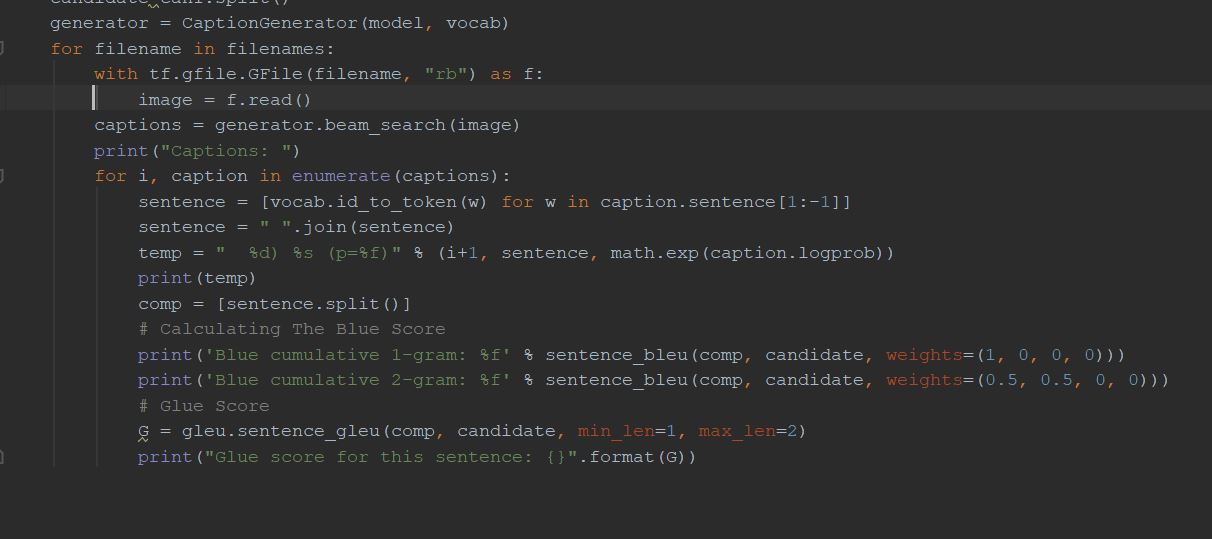 generator = CaptionGenerator(model, vocab)
for filename in filenames:
    with tf.gfile.GFile(filename, "rb") as f:
        image = f.read()
    captions = generator.beam_search(image)
    print("Captions: ")
    for i, caption in enumerate(captions):
        sentence = [vocab.id_to_token(w) for w in caption.sentence[1:-1]]
        sentence = " ".join(sentence)
        temp = "  %d) %s (p=%f)" % (i+1, sentence, math.exp(caption.logprob))
        print(temp)
        comp = [sentence.split()]
        # Calculating The Blue Score
        print('Blue cumulative 1-gram: %f' % sentence_bleu(comp, candidate, weights=(1, 0, 0, 0)))
        print('Blue cumulative 2-gram: %f' % sentence_bleu(comp, candidate, weights=(0.5, 0.5, 0, 0)))
        # Glue Score
        G = gleu.sentence_gleu(comp, candidate, min_len=1, max_len=2)
        print("Glue score for this sentence: {}".format(G))